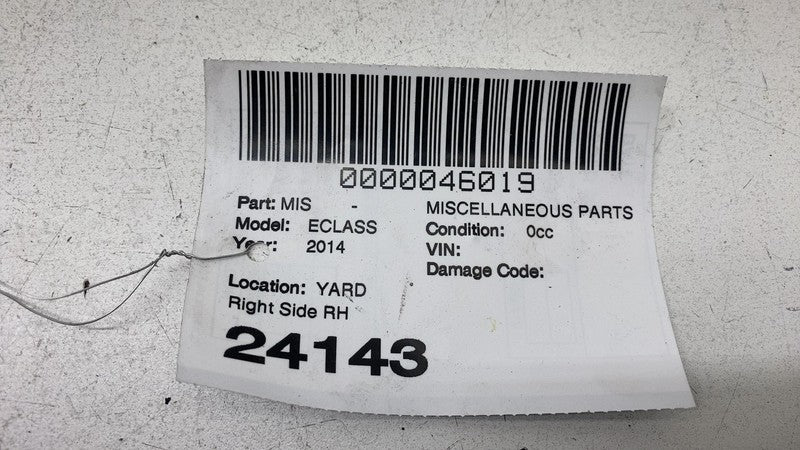 0000046019
Part: MIS - MISCELLANEOUS PARTS
Model: ECLASS Condition: 0cc
Year: 2014 VIN:
Damage Code:
Location: YARD
Right Side RH
24143